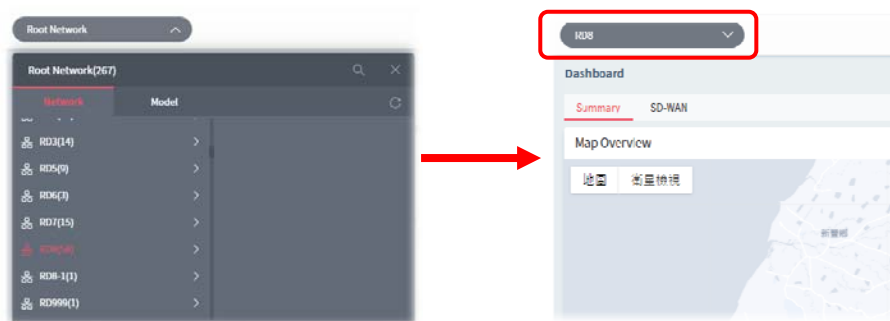 Root Network
Root Network(267)
Network
Model
RD3(14)
RD5(9)
RD6(3)
RD7(15)
RD8-1(1)
RD999(1)
RD8
Dashboard
Summary
SD-WAN
Map Overview
地圖
衛星檢視